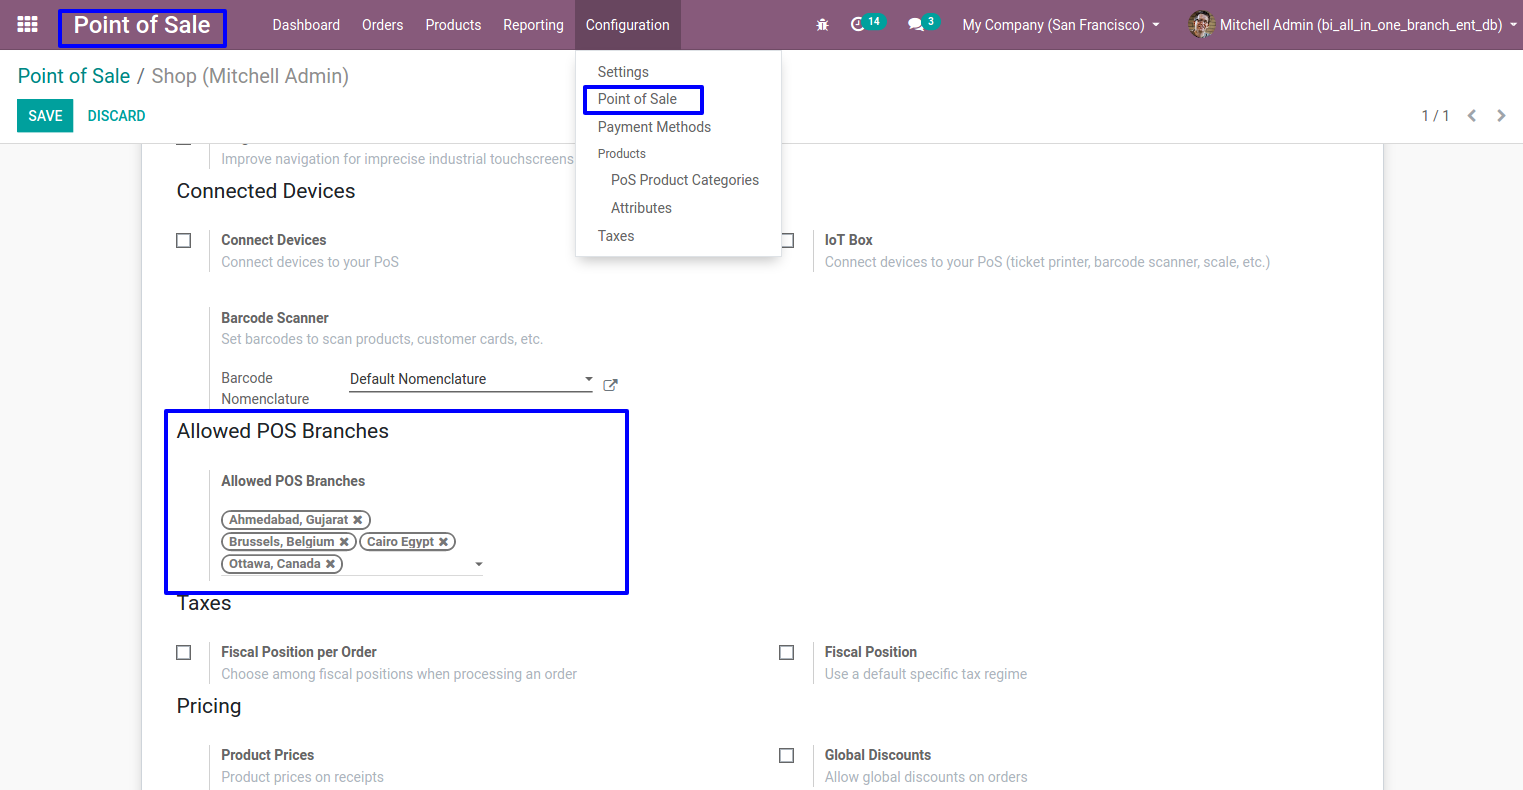 Point of Sale Dashboard Orders Products Reporting Configuration 14 3 My Company (San Francisco) Mitchell Admin (bi_all_in_one_branch_ent_db)
Point of Sale / Shop (Mitchell Admin)
SAVE DISCARD
1 / 1
Settings
Point of Sale
Payment Methods
Products
PoS Product Categories
Attributes
Taxes
Improve navigation for imprecise industrial touchscreens
Connected Devices
Connect Devices
Connect devices to your PoS
IoT Box
Connect devices to your PoS (ticket printer, barcode scanner, scale, etc.)
Barcode Scanner
Set barcodes to scan products, customer cards, etc.
Barcode
Nomenclature
Default Nomenclature
Allowed POS Branches
Allowed POS Branches
Ahmedabad, Gujarat
Brussels, Belgium Cairo Egypt
Ottawa, Canada
Taxes
Fiscal Position per Order
Choose among fiscal positions when processing an order
Fiscal Position
Use a default specific tax regime
Pricing
Product Prices
Product prices on receipts
Global Discounts
Allow global discounts on orders